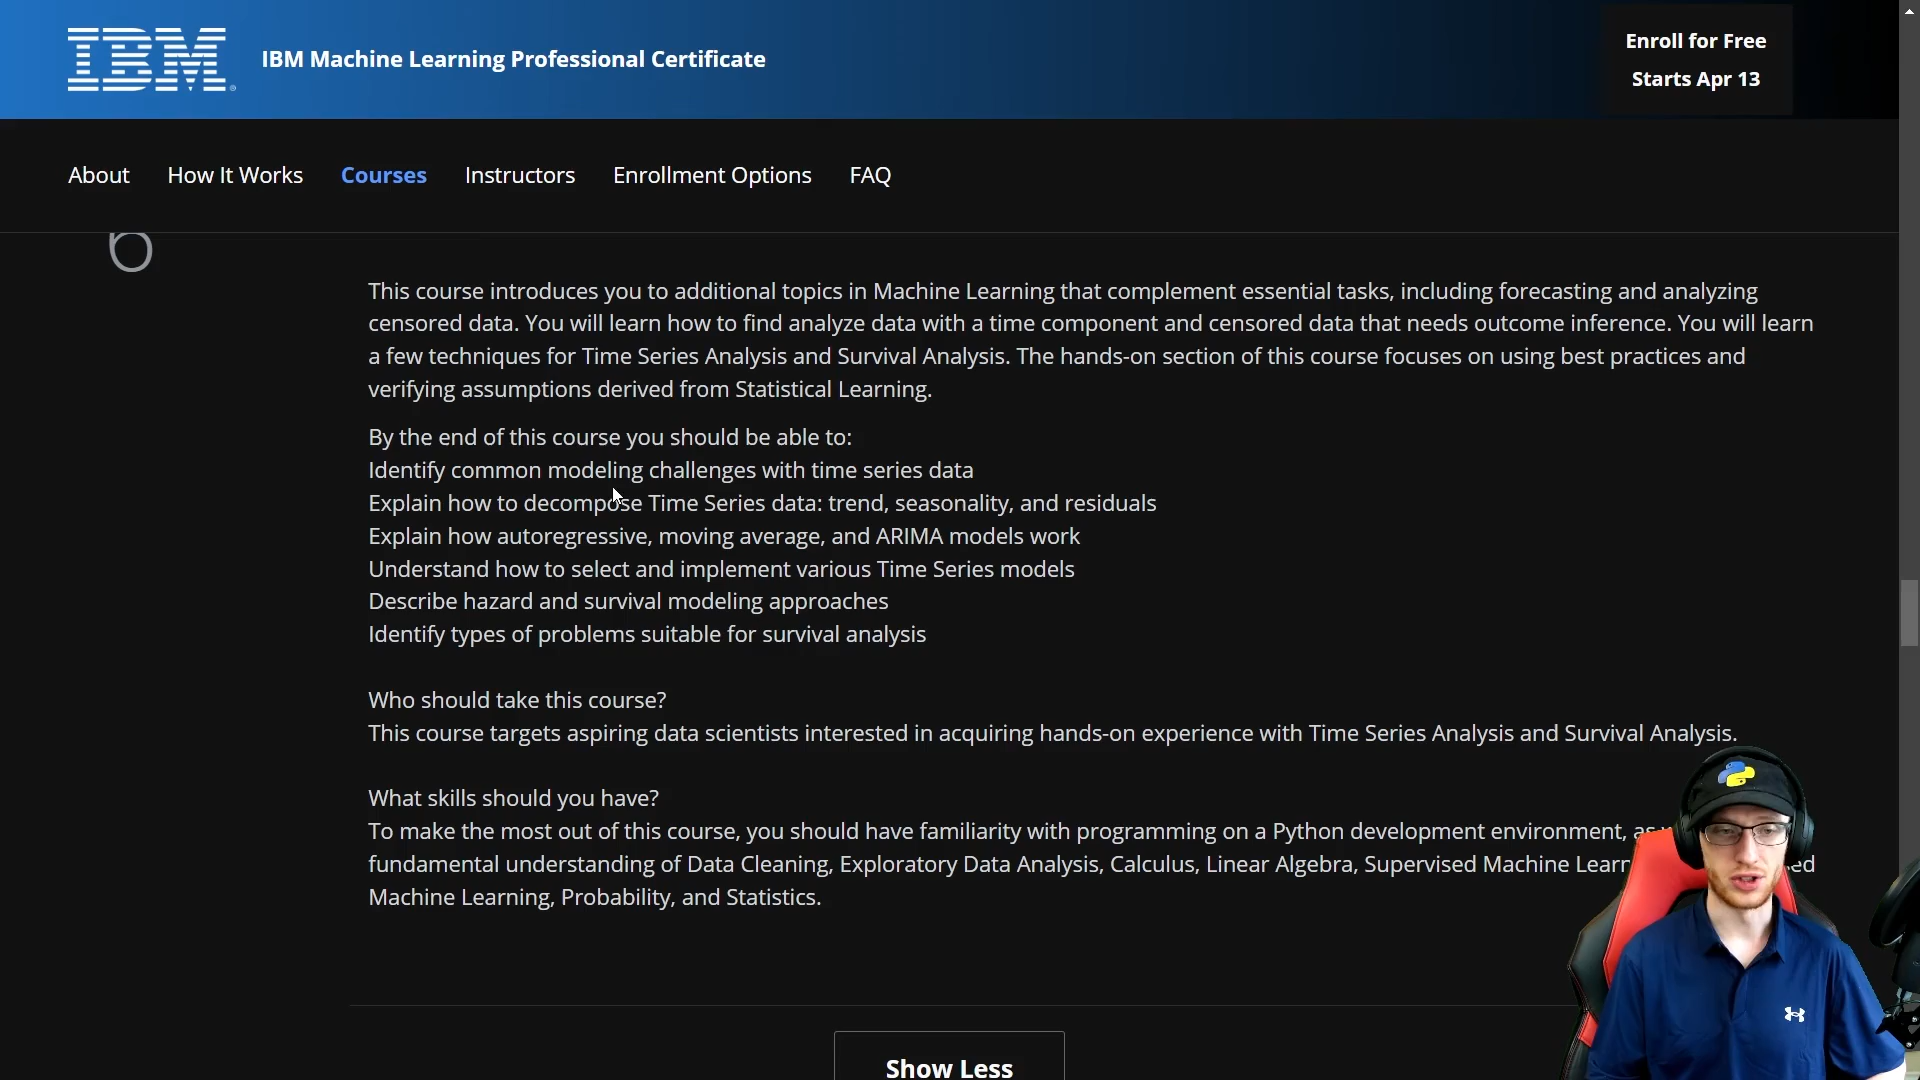 IBM
IBM Machine Learning Professional Certificate
Enroll for Free
Starts Apr 13
About How It Works Courses Instructors Enrollment Options FAQ
6
This course introduces you to additional topics in Machine Learning that complement essential tasks, including forecasting and analyzing
censored data. You will learn how to find analyze data with a time component and censored data that needs outcome inference. You will learn
a few techniques for Time Series Analysis and Survival Analysis. The hands-on section of this course focuses on using best practices and
verifying assumptions derived from Statistical Learning.
By the end of this course you should be able to:
Identify common modeling challenges with time series data
Explain how to decompose Time Series data: trend, seasonality, and residuals
Explain how autoregressive, moving average, and ARIMA models work
Understand how to select and implement various Time Series models
Describe hazard and survival modeling approaches
Identify types of problems suitable for survival analysis
Who should take this course?
This course targets aspiring data scientists interested in acquiring hands-on experience with Time Series Analysis and Survival Analysis.
What skills should you have?
To make the most out of this course, you should have familiarity with programming on a Python development environment, as
fundamental understanding of Data Cleaning, Exploratory Data Analysis, Calculus, Linear Algebra, Supervised Machine
Machine Learning, Probability, and Statistics.
Show Less